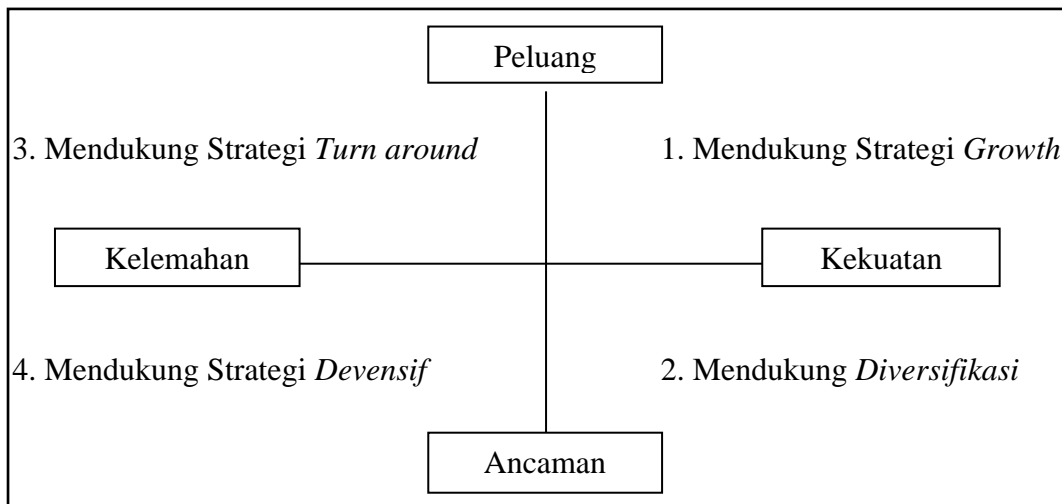 Peluang
3. Mendukung Strategi Turn around
1. Mendukung Strategi Growth
Kelemahan
Kekuatan
4. Mendukung Strategi Devensif
2. Mendukung Diversifikasi
Ancaman